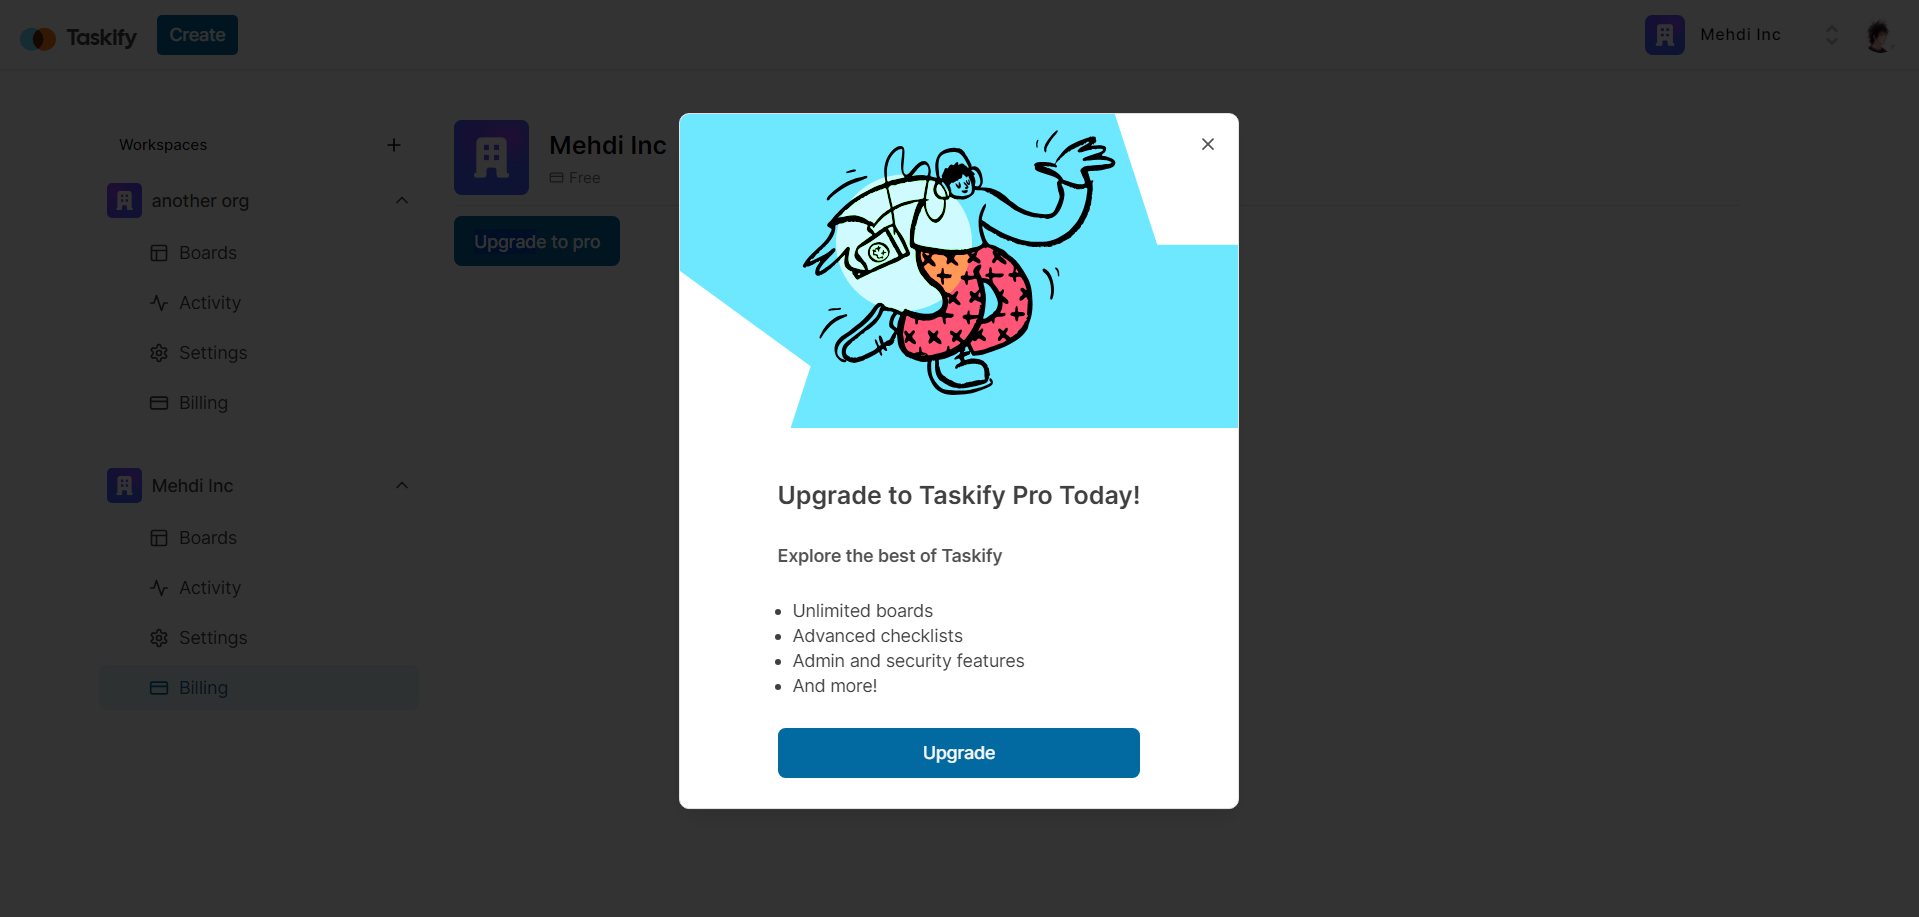 Taskify
Create
Mehdi Inc
Workspaces
another org
Boards
Activity
Settings
Billing
Mehdi Inc
Boards
Activity
Settings
Billing
Mehdi Inc
Free
Upgrade to pro
Upgrade to Taskify Pro Today!
Explore the best of Taskify
Unlimited boards
Advanced checklists
Admin and security features
And more!
Upgrade